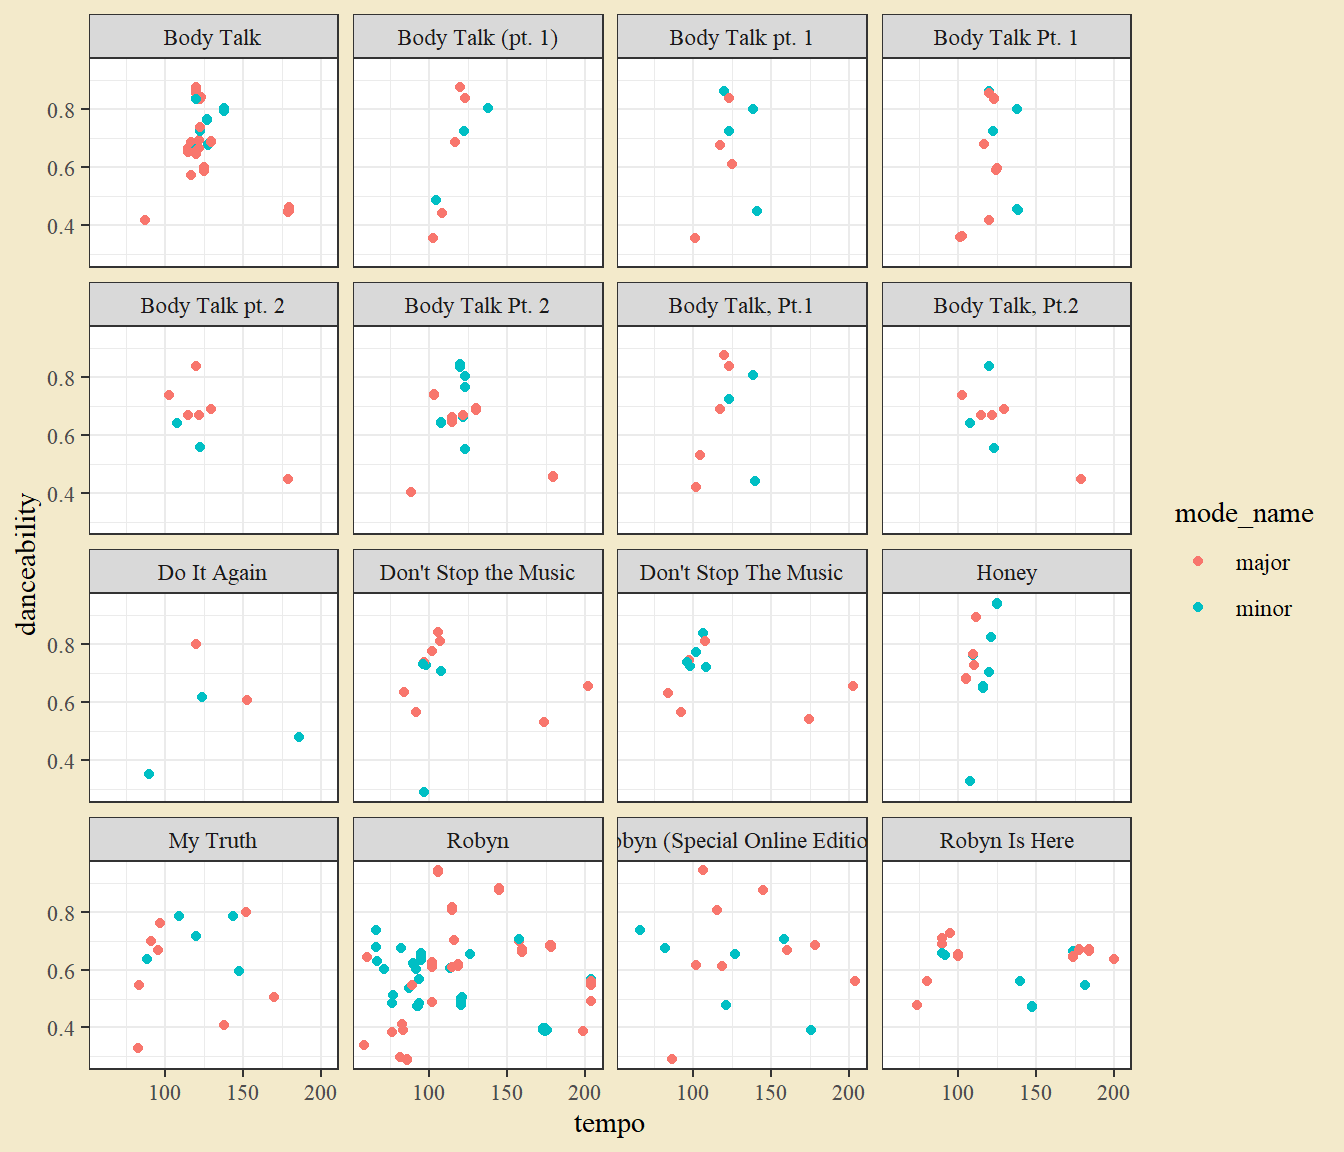 Body Talk
Body Talk (pt. 1)
Body Talk pt. 1
Body Talk Pt. 1
0.8
0.6
0.4
Body Talk pt. 2
Body Talk Pt. 2
Body Talk, Pt.1
Body Talk, Pt.2
0.8
0.6
0.4
Do It Again
Don't Stop the Music
Don't Stop The Music
Honey
0.8
0.6
0.4
My Truth
Robyn
obyn (Special Online Editio
Robyn Is Here
0.8
0.6
0.4
100 150 200
100 150 200
100 150 200
100 150 200
tempo
danceability
mode_name
major
minor